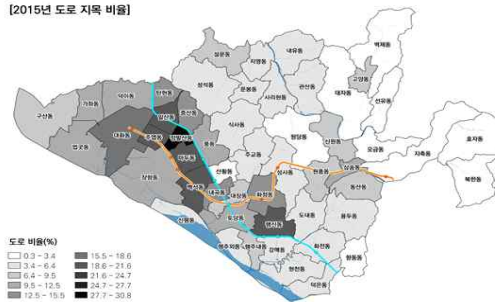 [2015년 도로 지목 비율]
설문동
지영동
내유동
벽제동
구산동
가좌동
덕이동
탄현동
성석동
문봉동
사리현동
관산동
고양동
대자동
선유동
법곳동
대화동
주엽동
일산동
중산동
정발산동
풍동
식사동
원당동
신원동
오금동
지축동
효자동
북한동
장항동
마두동
백석동
산황동
주교동
성사동
원흥동
삼송동
동산동
대장동
화정동
신평동
토당동
행신동
도내동
용두동
행주외동
행주내동
강매동
화전동
향동동
현천동
덕은동
도로 비율(%)
0.3 - 3.4
3.4 - 6.4
6.4 - 9.5
9.5 - 12.5
12.5 - 15.5
15.5 - 18.6
18.6 - 21.6
21.6 - 24.7
24.7 - 27.7
27.7 - 30.8